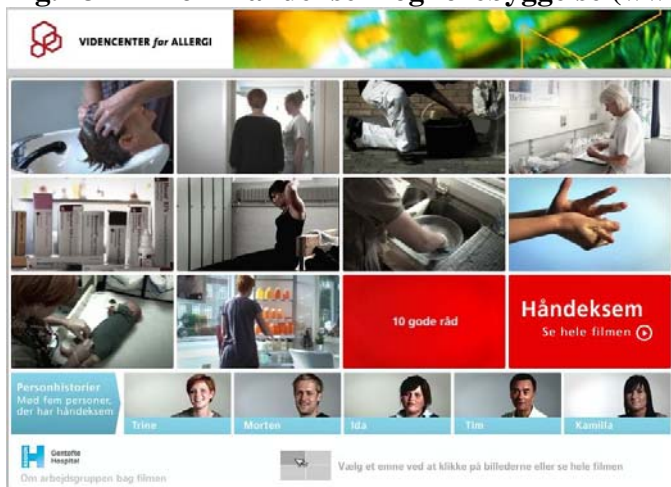 VIDENCENTER for ALLERGI
10 gode råd
Håndeksem
Se hele filmen
Personhistorier
Mød fem personer,
der har håndeksem
Trine
Morten
Ida
Tim
Kamilla
Gentofte
Hospital
Om arbejdsgruppen bag filmen
Vælg et emne ved at klikke på billederne eller se hele filmen